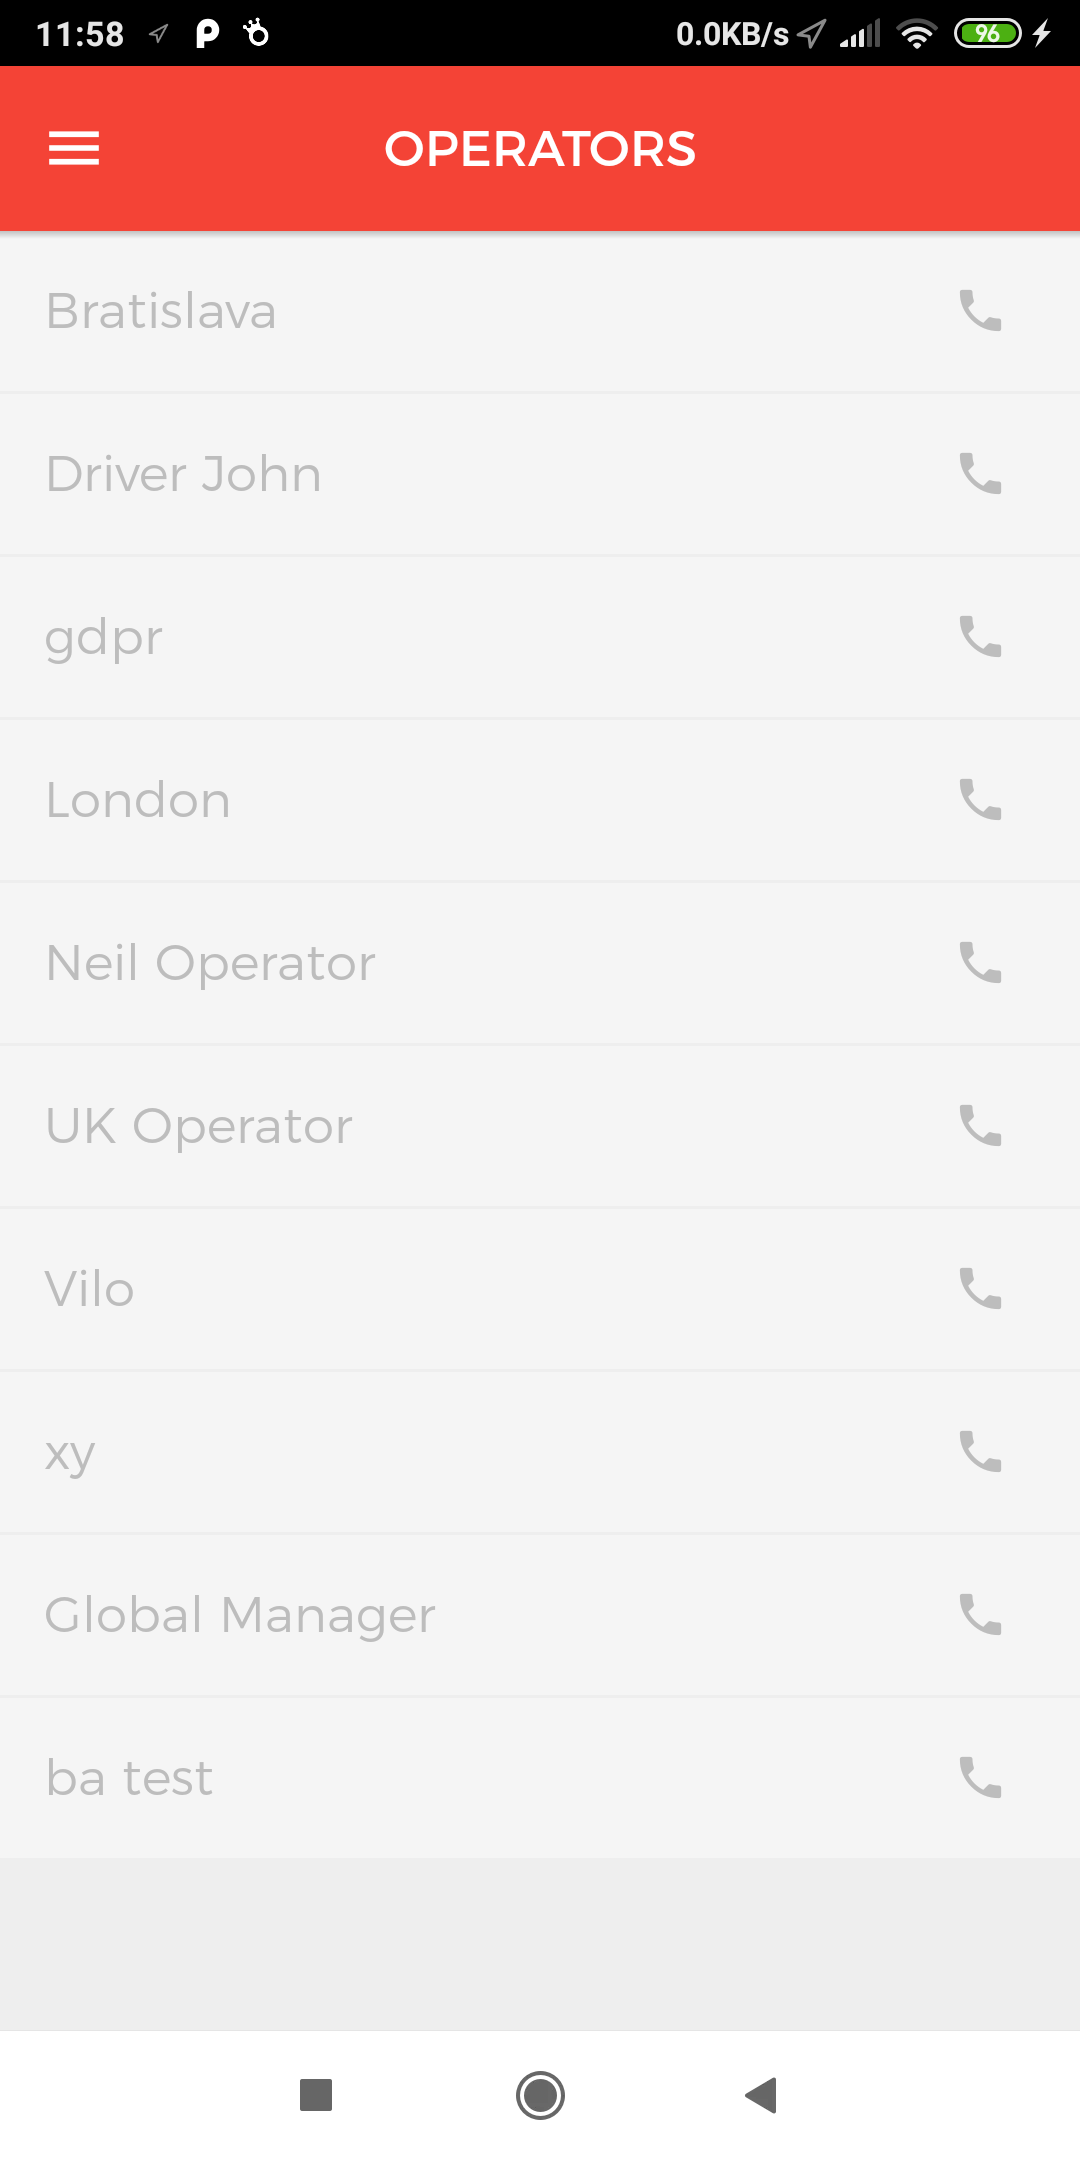 11:58
0.0KB/s
96
OPERATORS
Bratislava
Driver John
gdpr
London
Neil Operator
UK Operator
Vilo
xy
Global Manager
ba test